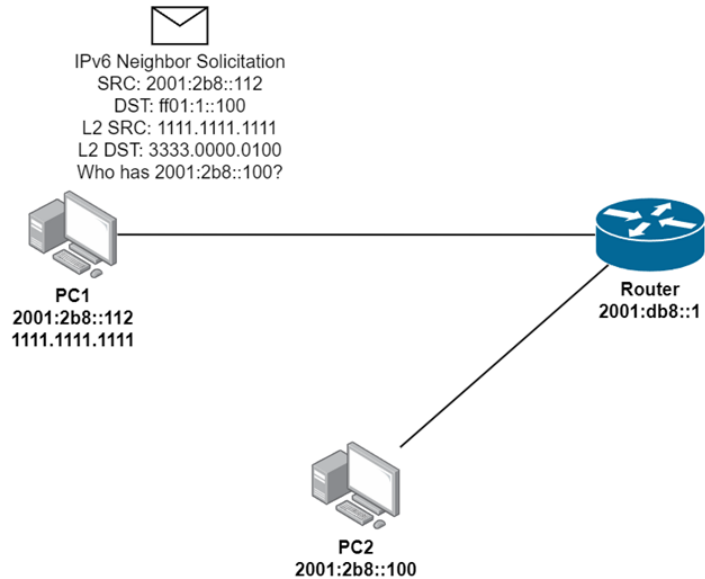 IPv6 Neighbor Solicitation
SRC: 2001:2b8::112
DST: ff01:1::100
L2 SRC: 1111.1111.1111
L2 DST: 3333.0000.0100
Who has 2001:2b8::100?
PC1
2001:2b8::112
1111.1111.1111
Router
2001:db8::1
PC2
2001:2b8::100